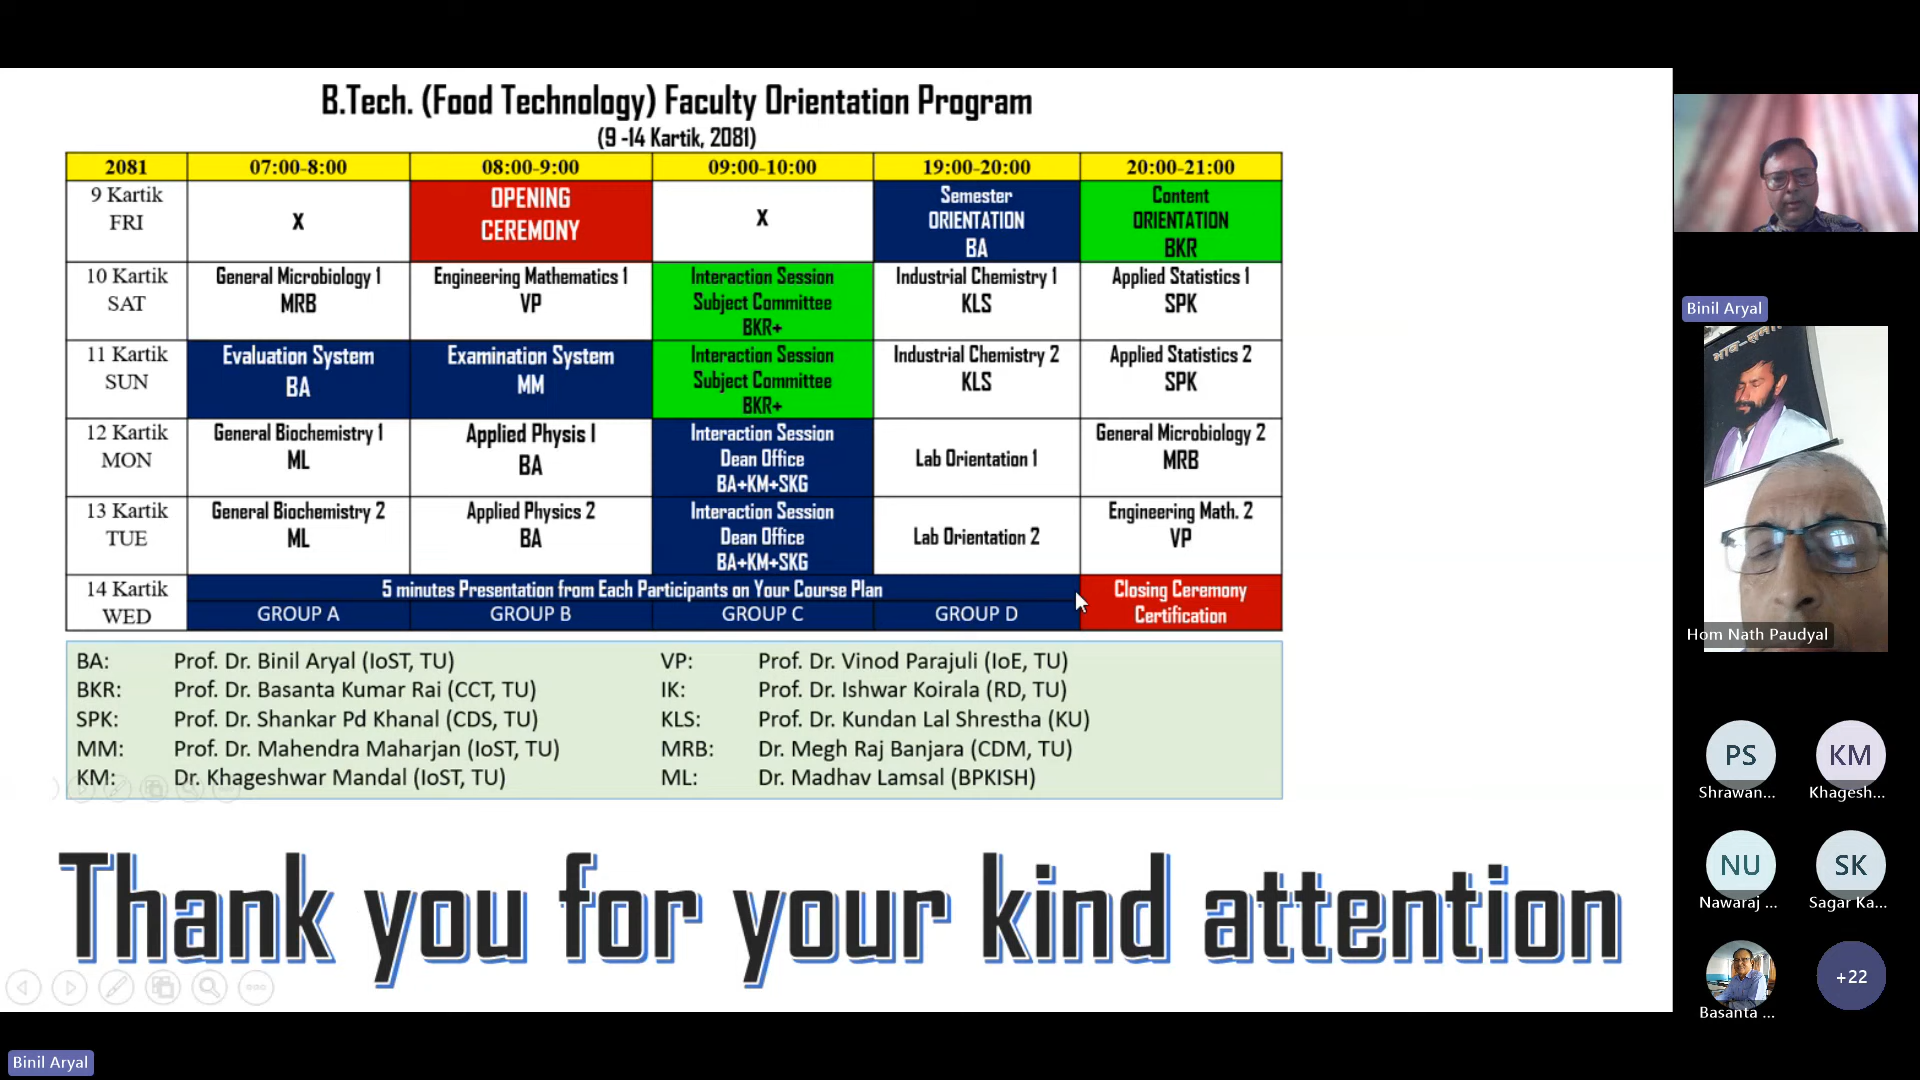 B.Tech. (Food Technology) Faculty Orientation Program
(9 -14 Kartik, 2081)
2081 07:00-8:00 08:00-9:00 09:00-10:00 19:00-20:00 20:00-21:00
9 Kartik FRI X OPENING CEREMONY X Semester ORIENTATION BA Content ORIENTATION BKR
10 Kartik SAT General Microbiology 1 MRB Engineering Mathematics 1 VP Interaction Session Subject Committee BKR+ Industrial Chemistry 1 KLS Applied Statistics 1 SPK
11 Kartik SUN Evaluation System BA Examination System MM Interaction Session Subject Committee BKR+ Industrial Chemistry 2 KLS Applied Statistics 2 SPK
12 Kartik MON General Biochemistry 1 ML Applied Physis I BA Interaction Session Dean Office BA+KM+SKG Lab Orientation 1 General Microbiology 2 MRB
13 Kartik TUE General Biochemistry 2 ML Applied Physics 2 BA Interaction Session Dean Office BA+KM+SKG Lab Orientation 2 Engineering Math. 2 VP
14 Kartik WED 5 minutes Presentation from Each Participants on Your Course Plan Closing Ceremony Certification
GROUP A GROUP B GROUP C GROUP D
BA: Prof. Dr. Binil Aryal (IoST, TU) VP: Prof. Dr. Vinod Parajuli (IoE, TU)
BKR: Prof. Dr. Basanta Kumar Rai (CCT, TU) IK: Prof. Dr. Ishwar Koirala (RD, TU)
SPK: Prof. Dr. Shankar Pd Khanal (CDS, TU) KLS: Prof. Dr. Kundan Lal Shrestha (KU)
MM: Prof. Dr. Mahendra Maharjan (IoST, TU) MRB: Dr. Megh Raj Banjara (CDM, TU)
KM: Dr. Khageshwar Mandal (IoST, TU) ML: Dr. Madhav Lamsal (BPKISH)
Thank you for your kind attention
Binil Aryal
Hom Nath Paudyal
PS KM
Shrawan... Khagesh...
NU SK
Nawaraj ... Sagar Ka...
+22
Basanta ...
Binil Aryal